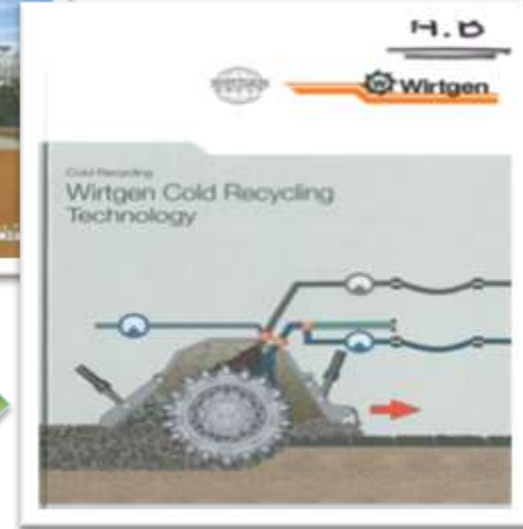 H.D
Wirtgen
Cold Recycling
Wirtgen Cold Recycling
Technology